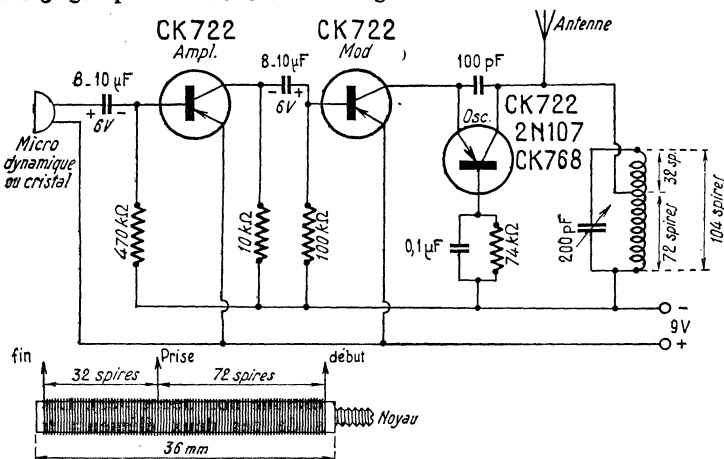 CK722
Ampl.
CK722
Mod
Antenne
8-10 µF
+ -
6V
8-10 µF
- +
6V
100 pF
Osc.
CK722
2N107
CK768
Micro
dynamique
ou cristal
470 kΩ
10 kΩ
100 kΩ
0,1 µF
74 kΩ
200 pF
32 sp.
72 spires
104 spires
-
9V
+
fin
Prise
début
32 spires
72 spires
Noyau
36 mm